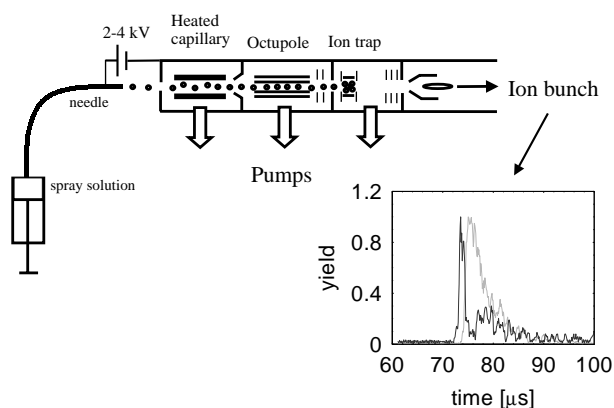 Heated
capillary
Octupole
Ion trap
2-4 kV
needle
Ion bunch
spray solution
Pumps
1.2
0.8
0.4
0
yield
60
70
80
90
100
time [µs]